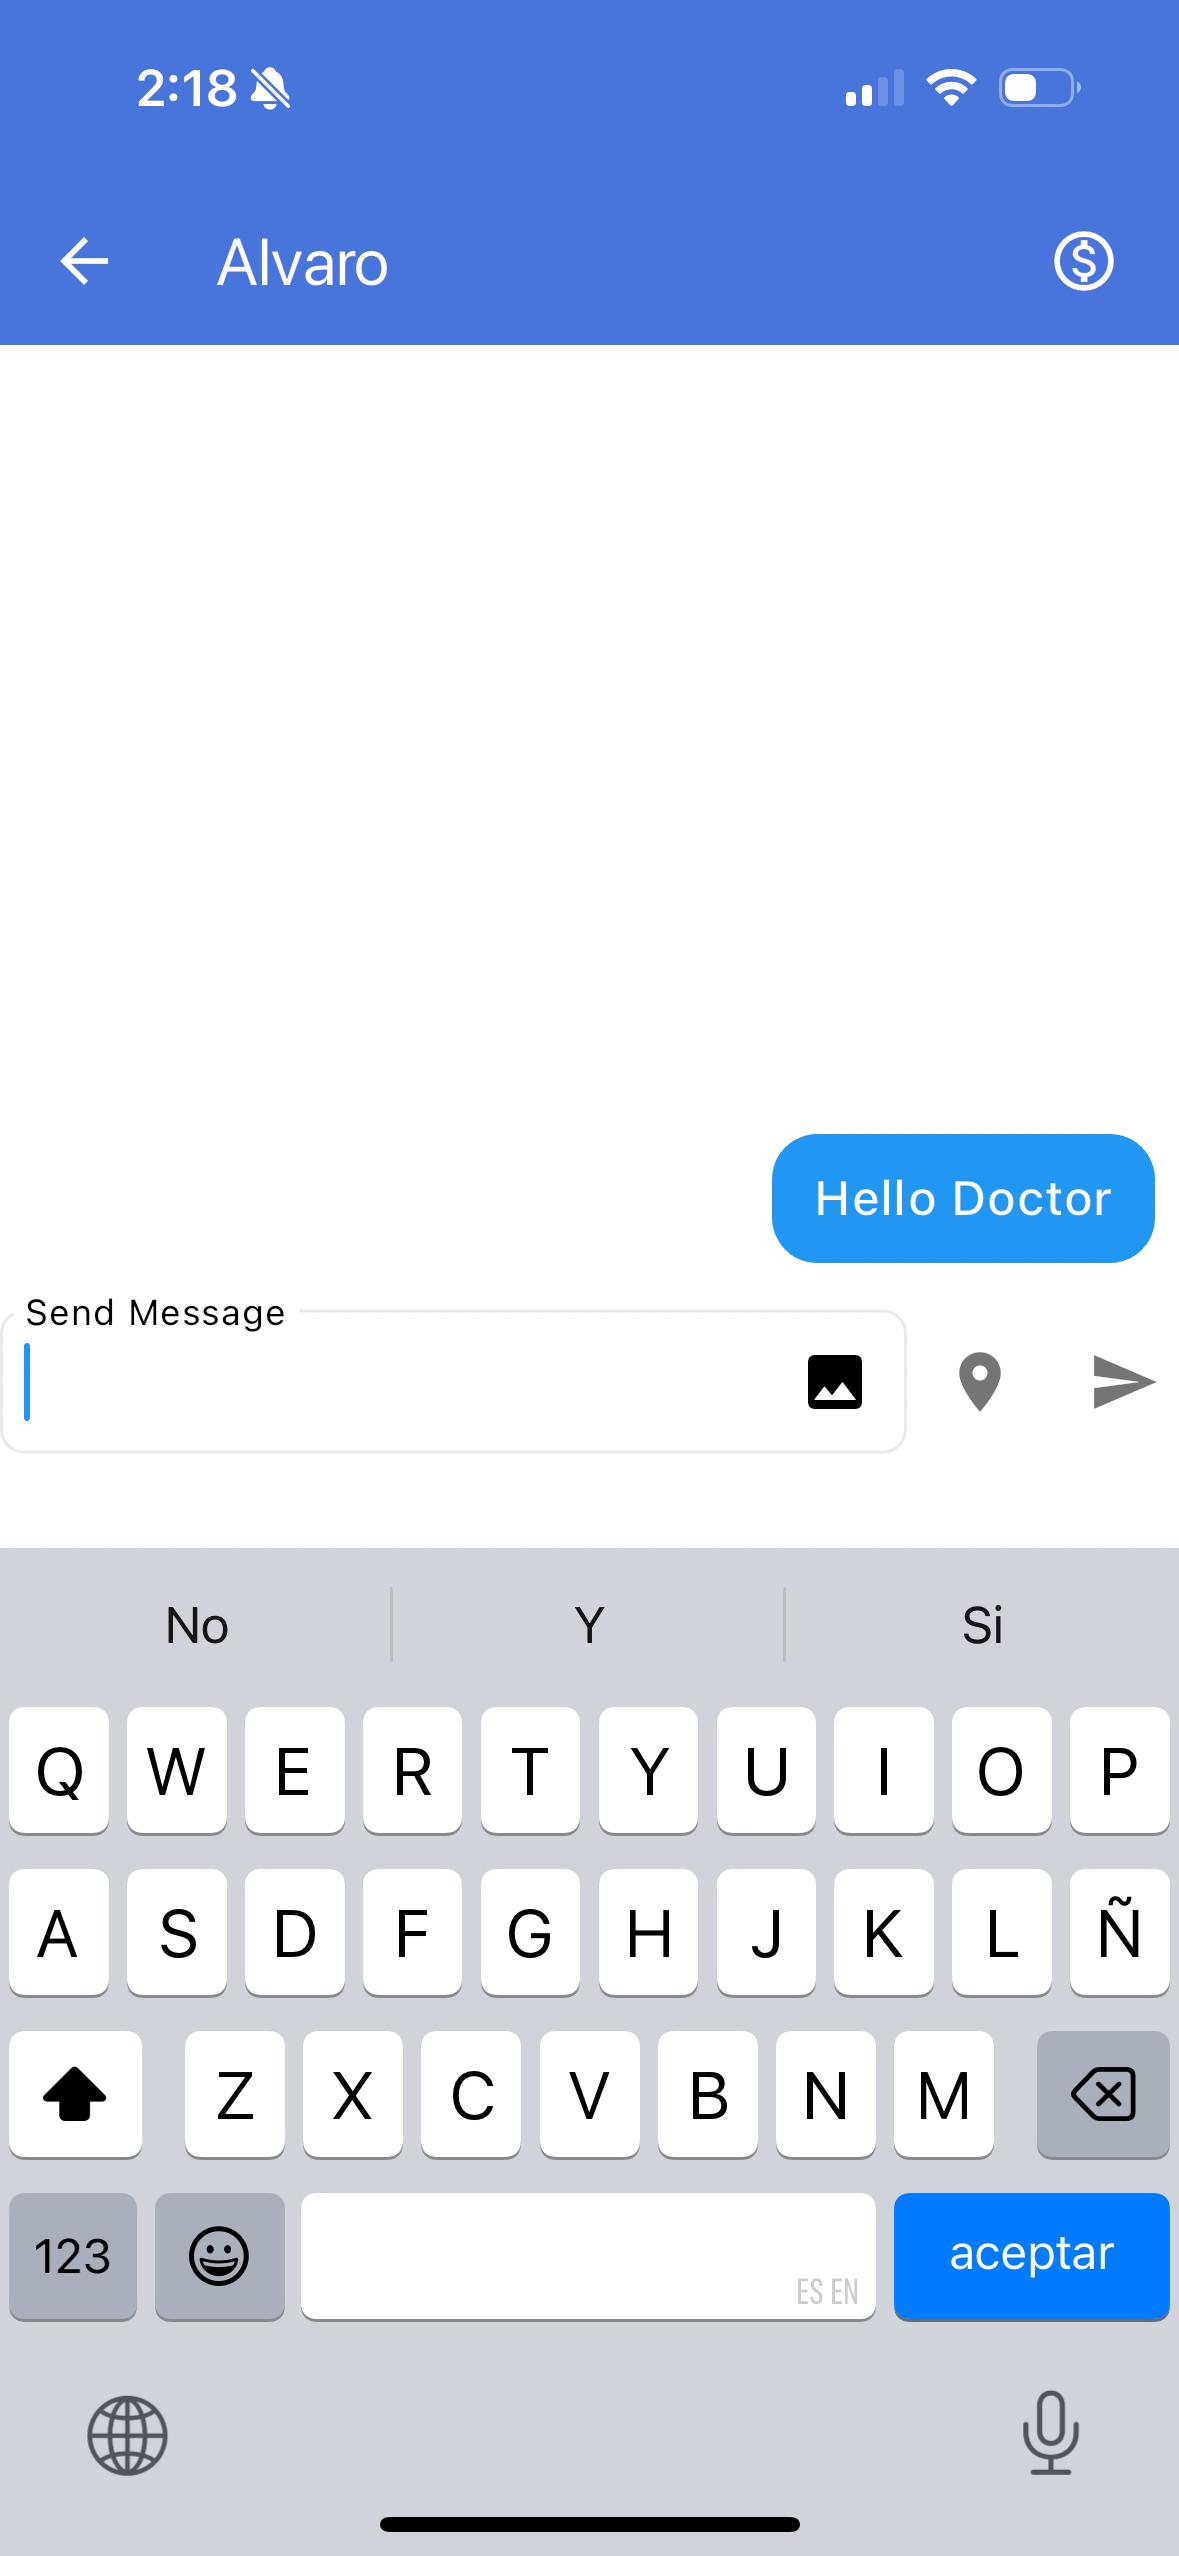 2:18
Alvaro
Hello Doctor
Send Message
No Y Si
Q W E R T Y U I O P
A S D F G H J K L Ñ
Z X C V B N M
123 ES EN aceptar